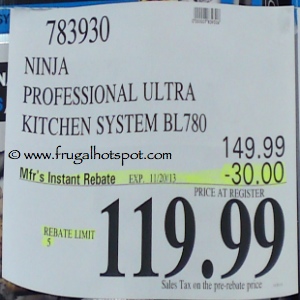 783930
NINJA
PROFESSIONAL ULTRA
KITCHEN SYSTEM BL780
149.99
© www.frugalhotspot.com
Mfr's Instant Rebate EXP. 11/20/13 -30.00
PRICE AT REGISTER
119.99
REBATE LIMIT
5
Sales Tax on the pre-rebate price